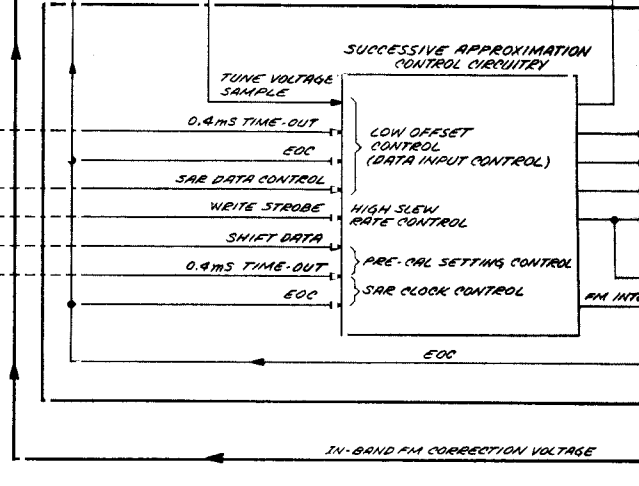 SUCCESSIVE APPROXIMATION
CONTROL CIRCUITRY
TUNE VOLTAGE
SAMPLE
0.4mS TIME-OUT
EOC
SAR DATA CONTROL
WRITE STROBE
SHIFT DATA
0.4mS TIME-OUT
EOC
LOW OFFSET
CONTROL
(DATA INPUT CONTROL)
HIGH SLEW
RATE CONTROL
PRE-CAL SETTING CONTROL
SAR CLOCK CONTROL
FM INT
EOC
IN-BAND FM CORRECTION VOLTAGE